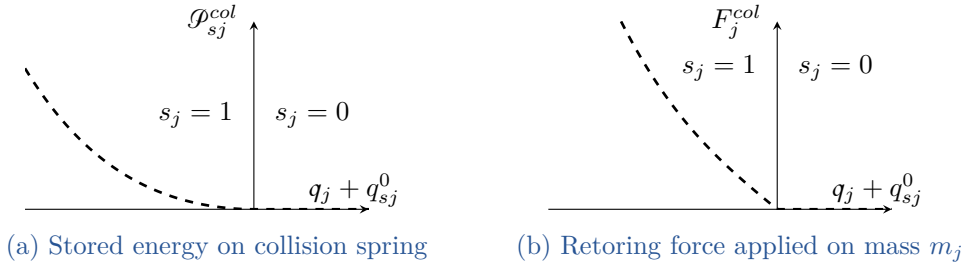 𝒫_{sj}^{col}
s_j = 1
s_j = 0
q_j + q_{sj}^0
(a) Stored energy on collision spring
F_j^{col}
s_j = 1
s_j = 0
q_j + q_{sj}^0
(b) Retoring force applied on mass m_j